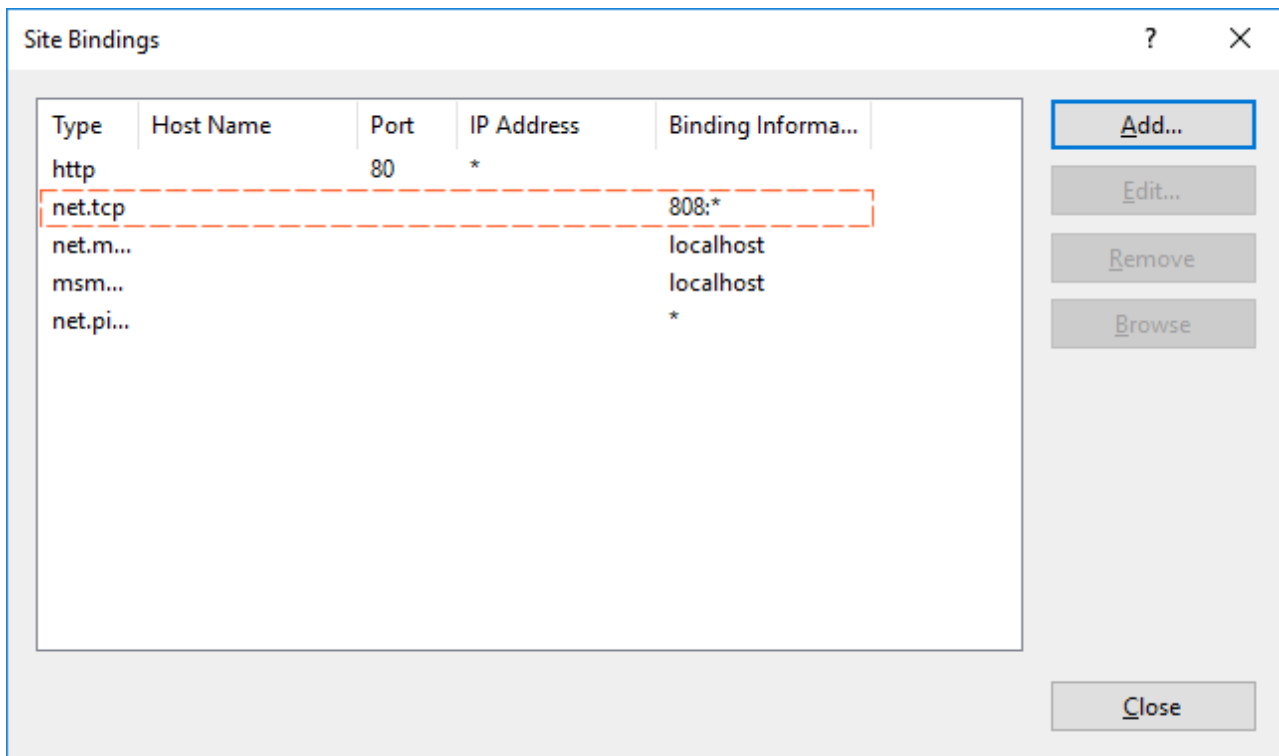 Site Bindings ?
Type Host Name Port IP Address Binding Informa... Add...
http 80 *
Edit...
net.tcp 808:*
net.m... localhost
Remove
msm... localhost
net.pi... *
Browse
Close